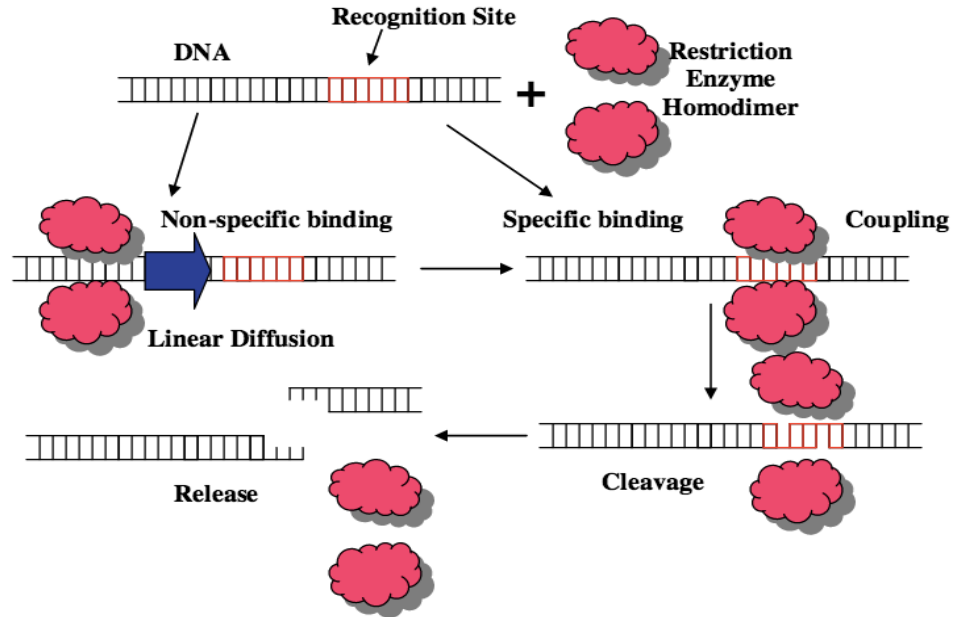 Recognition Site
DNA
Restriction
Enzyme
Homodimer
+
Non-specific binding
Specific binding
Coupling
Linear Diffusion
Cleavage
Release